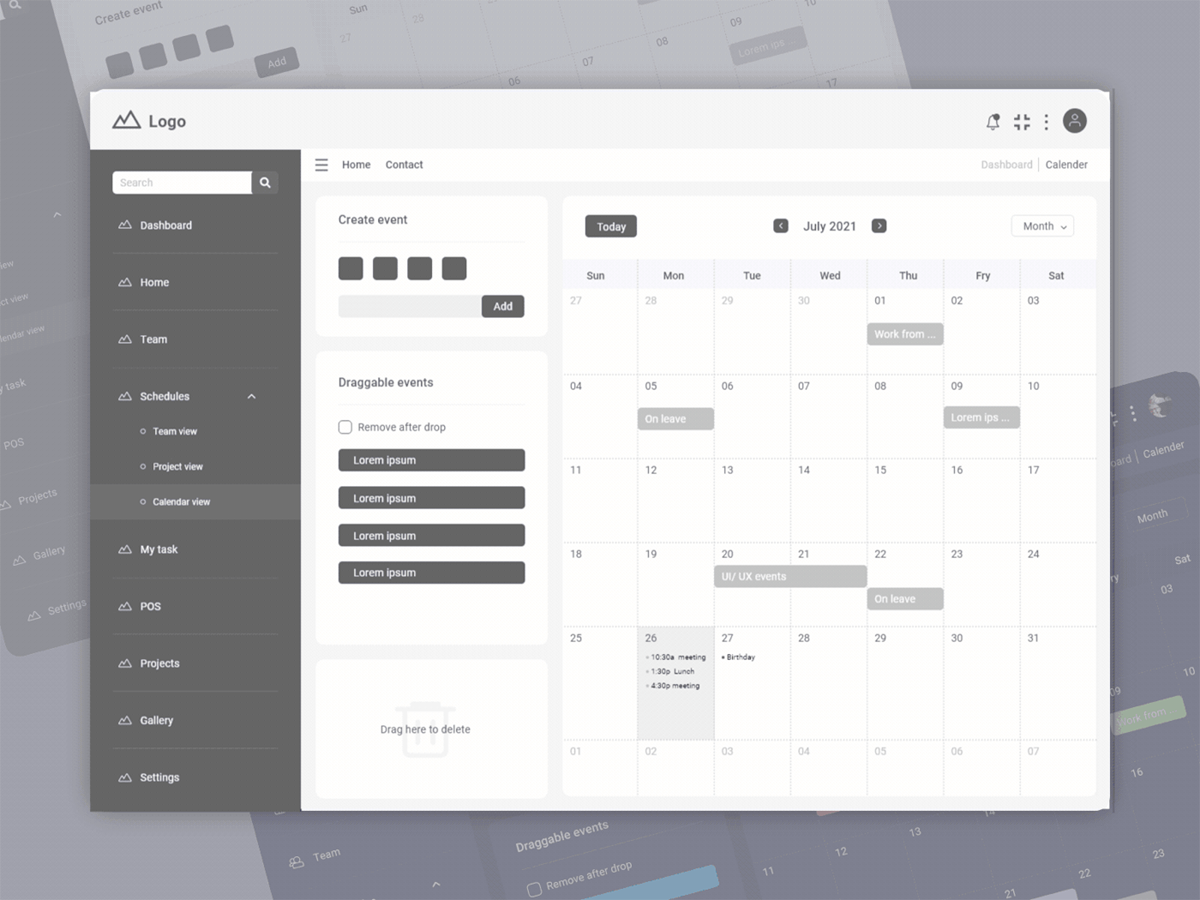 Create event
Add
Sun
27
28
06
07
08
09
10
Lorem ips ...
17
Logo
Home
Contact
Dashboard
Calender
Search
Dashboard
Home
Team
Schedules
Team view
Project view
Calendar view
My task
POS
Projects
Gallery
Settings
Create event
Add
Draggable events
Remove after drop
Lorem ipsum
Lorem ipsum
Lorem ipsum
Lorem ipsum
Drag here to delete
Today
July 2021
Month
Sun Mon Tue Wed Thu Fry Sat
27 28 29 30 01 02 03
Work from ...
04 05 06 07 08 09 10
On leave
Lorem ips ...
11 12 13 14 15 16 17
18 19 20 21 22 23 24
UI/ UX events
On leave
25 26 27 28 29 30 31
10:30a meeting
Birthday
1:30p Lunch
4:30p meeting
01 02 03 04 05 06 07
POS
Projects
Gallery
Settings
Calender
Month
Sat
03
10
09
Work from
16
Team
Draggable events
Remove after drop
11
12
13
14
21
22
23